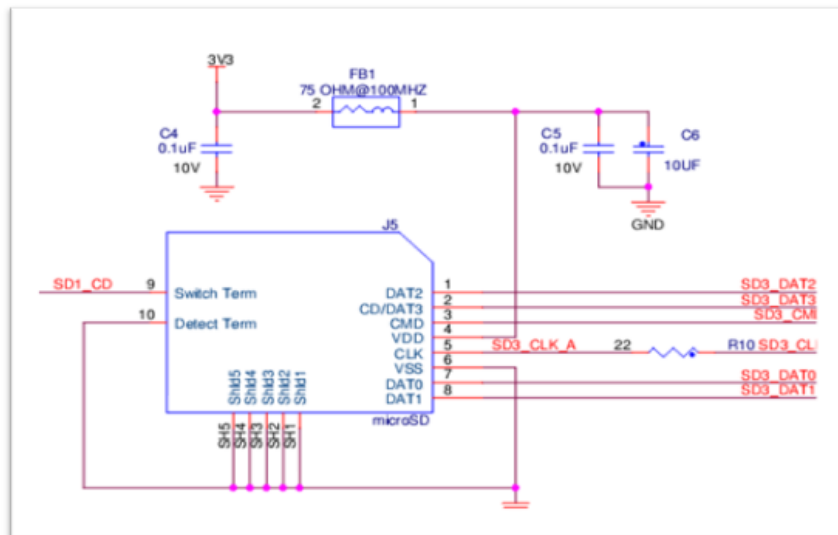 3V3
FB1
75 OHM@100MHZ
2
1
C4
0.1uF
10V
C5
0.1uF
10V
C6
10UF
GND
J5
SD1_CD
9
Switch Term
10
Detect Term
DAT2
1
SD3_DAT2
CD/DAT3
2
SD3_DAT3
CMD
3
SD3_CM
VDD
4
CLK
5
SD3_CLK_A
22
R10
SD3_CL
VSS
6
DAT0
7
SD3_DAT0
DAT1
8
SD3_DAT1
Shld5
Shld4
Shld3
Shld2
Shld1
microSD
SH5
SH4
SH3
SH2
SH1